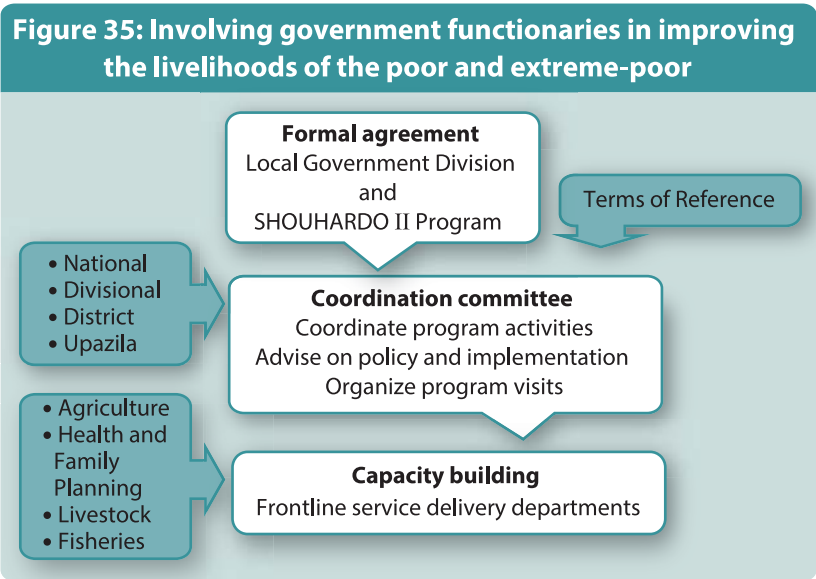 Figure 35: Involving government functionaries in improving
the livelihoods of the poor and extreme-poor
Formal agreement
Local Government Division
and
SHOUHARDO II Program
Terms of Reference
• National
• Divisional
• District
• Upazila
Coordination committee
Coordinate program activities
Advise on policy and implementation
Organize program visits
• Agriculture
• Health and
Family
Planning
• Livestock
• Fisheries
Capacity building
Frontline service delivery departments